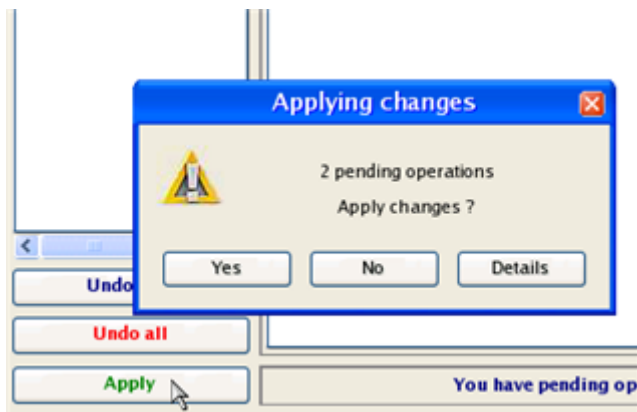 Applying changes
2 pending operations
Apply changes ?
Yes No Details
Undo
Undo all
Apply
You have pending op